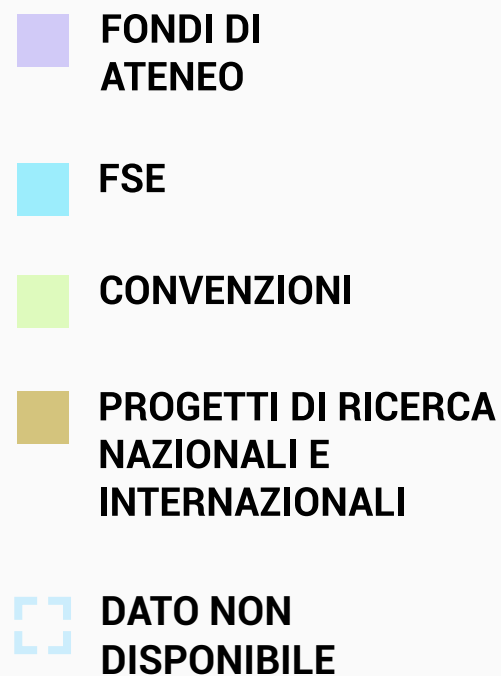 FONDI DI
ATENEO
FSE
CONVENZIONI
PROGETTI DI RICERCA
NAZIONALI E
INTERNAZIONALI
DATO NON
DISPONIBILE